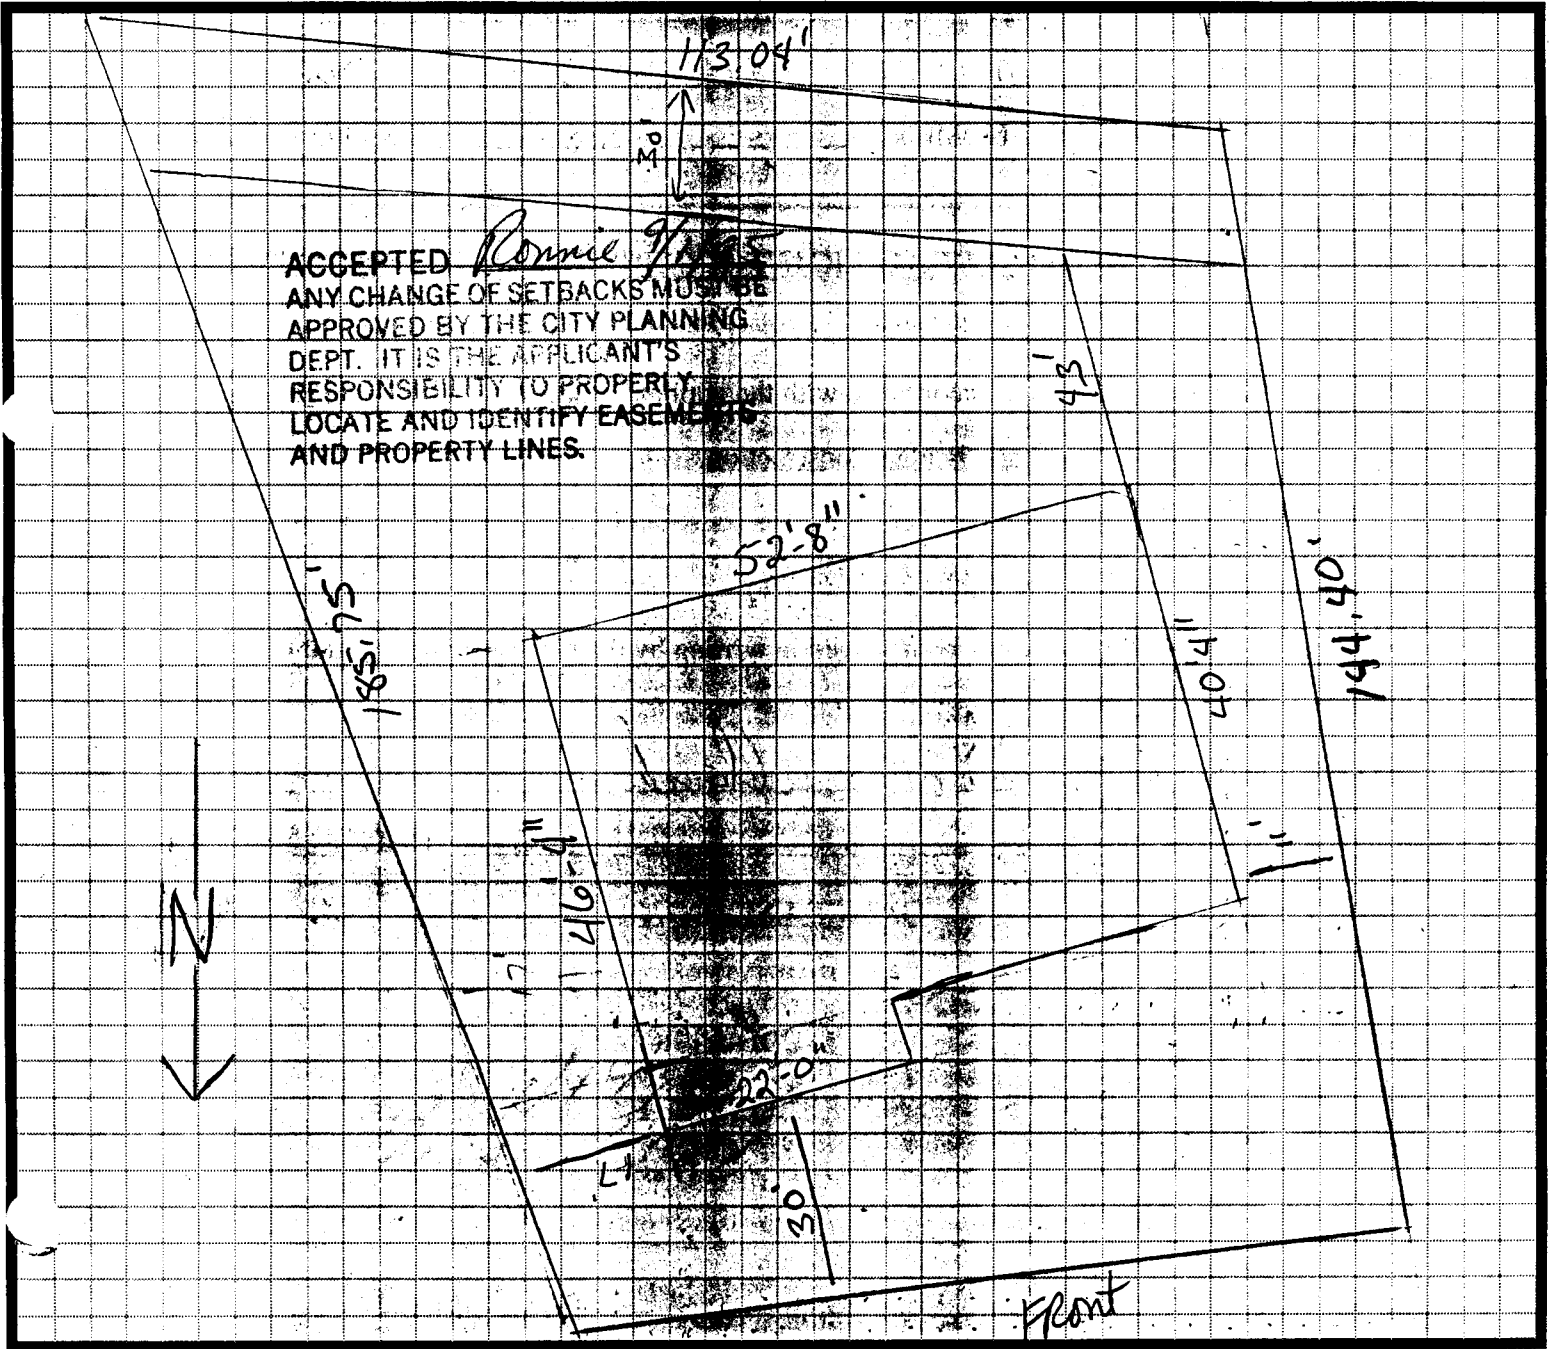 113.04'
30'
ACCEPTED Ronnie
ANY CHANGE OF SETBACKS MUST BE
APPROVED BY THE CITY PLANNING
DEPT. IT IS THE APPLICANT'S
RESPONSIBILITY TO PROPERLY
LOCATE AND IDENTIFY EASEMENTS
AND PROPERTY LINES.
43'
52'-8"
185.75'
144.40'
40'4"
46'-4"
N
22'-0"
30'
Front